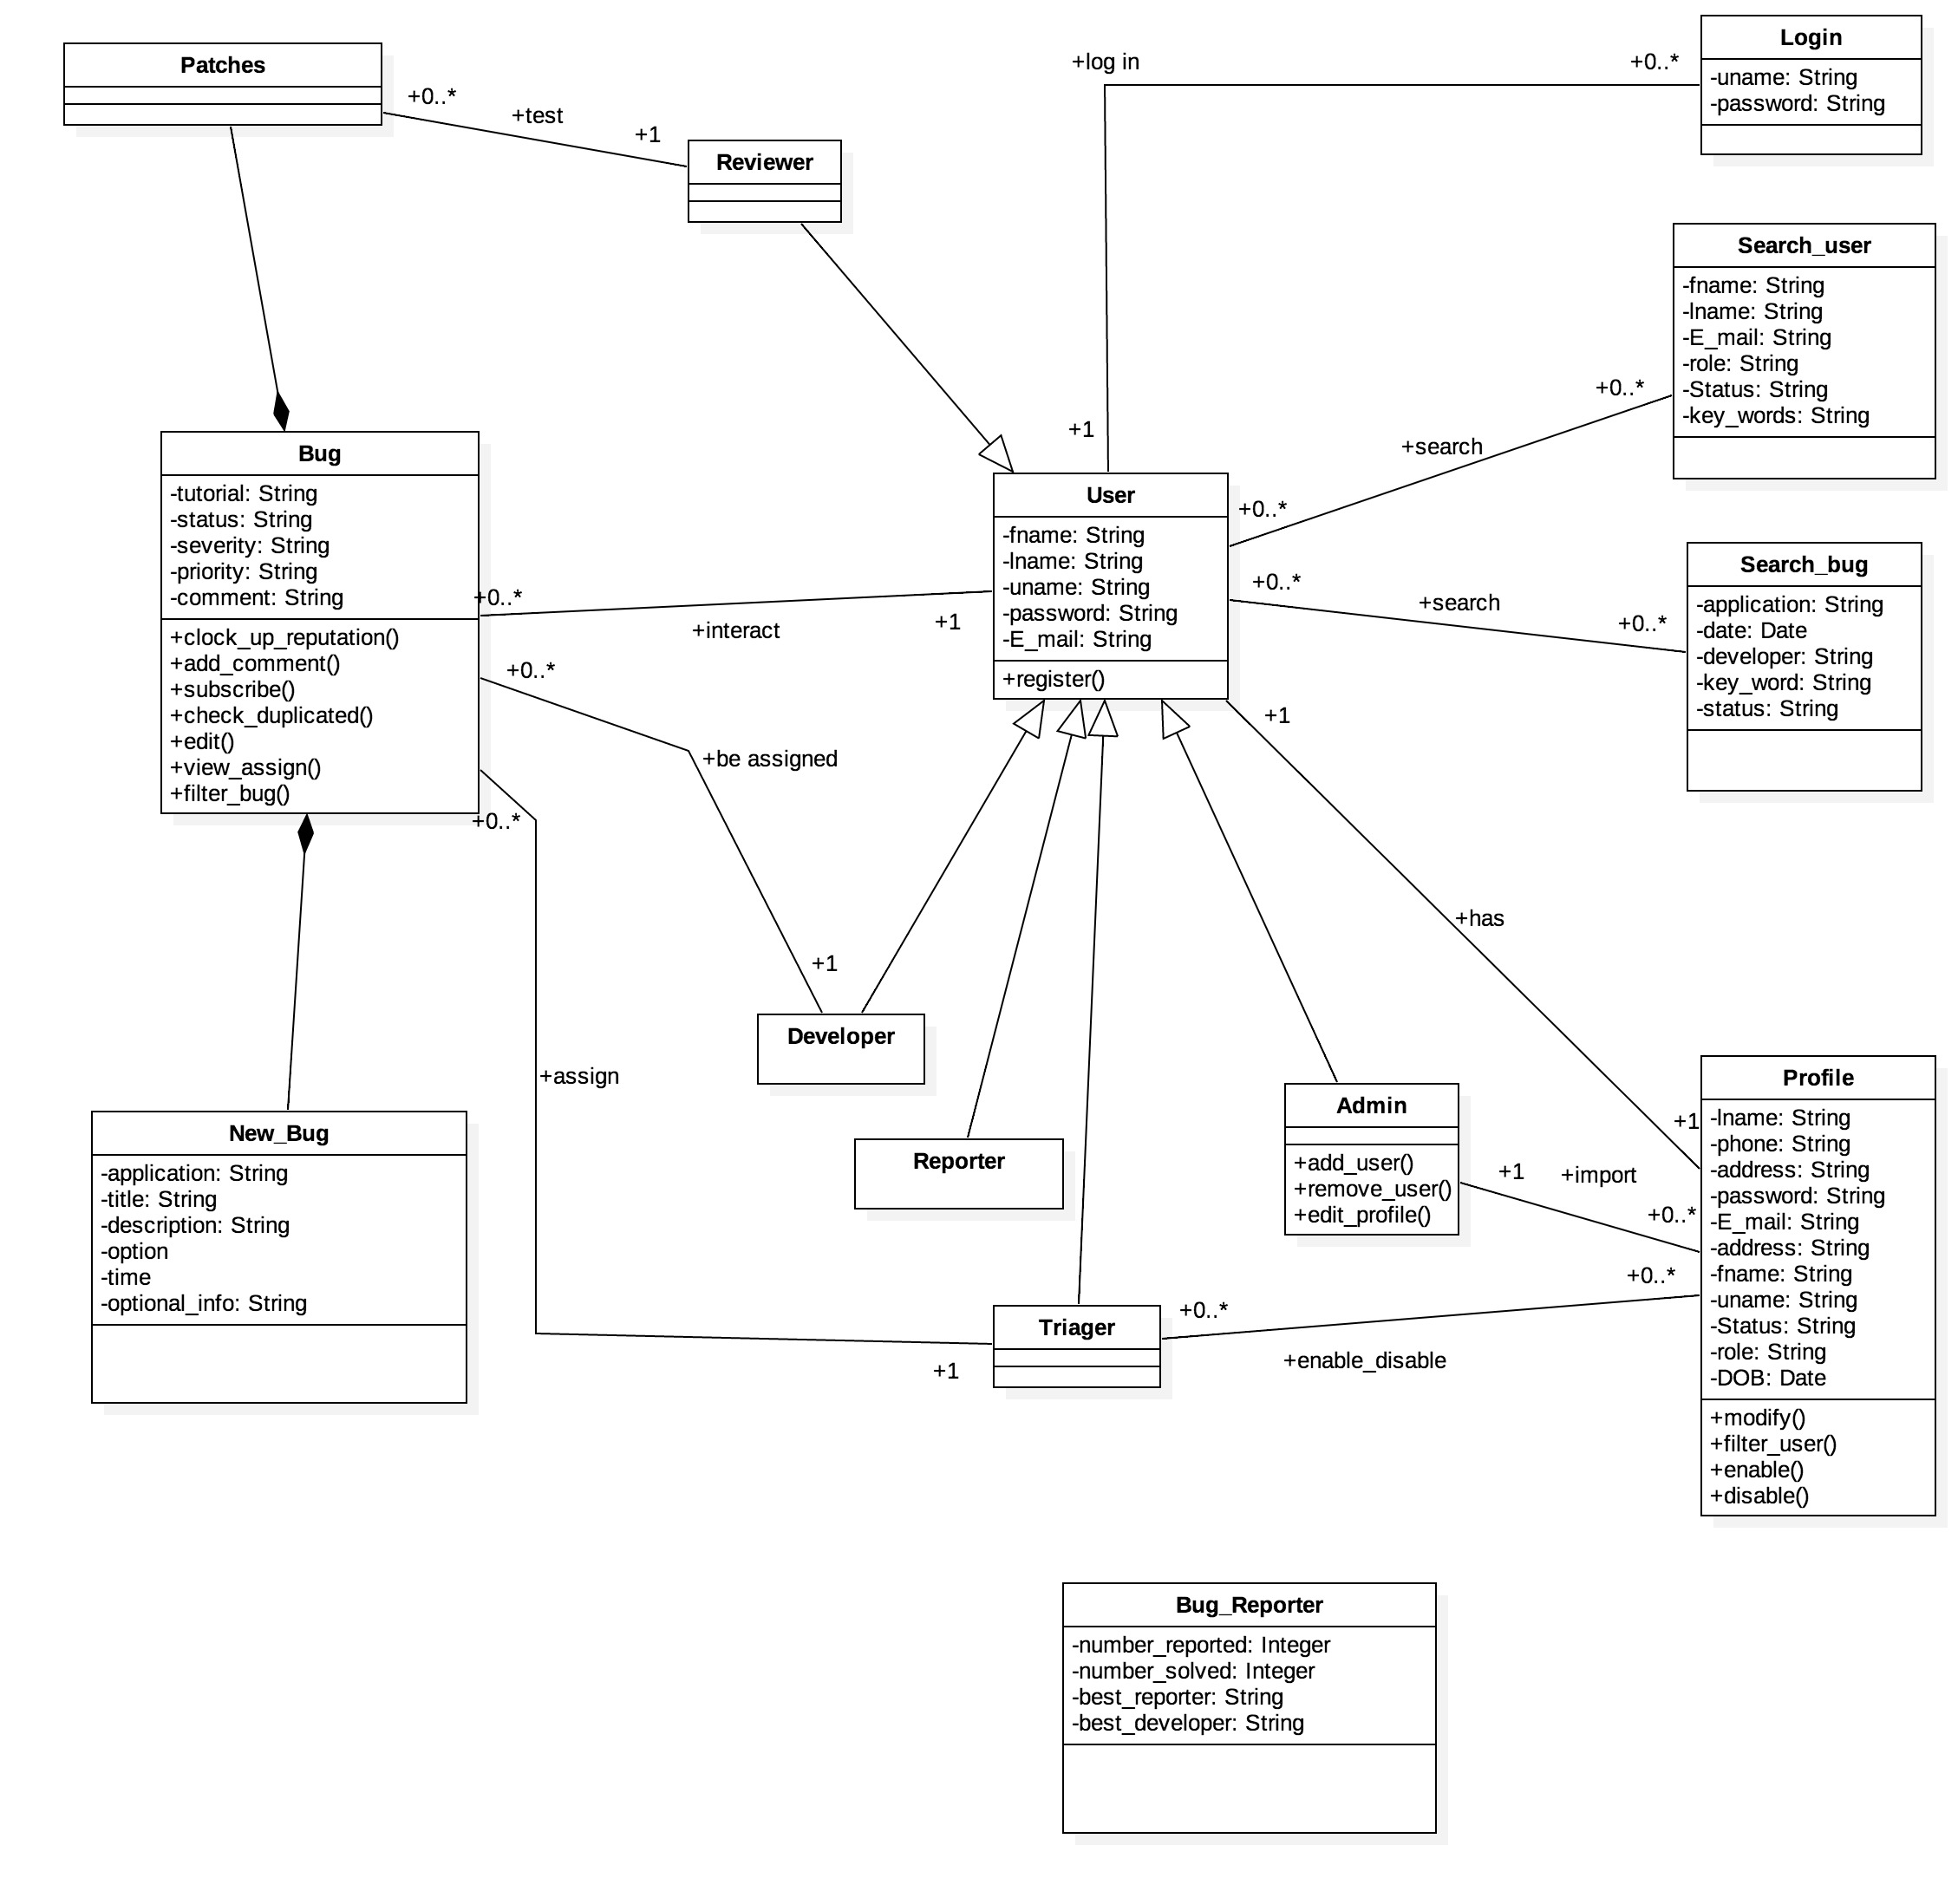 Patches
+0..*
+test
+1
Reviewer
+log in
+0..*
+1
Login
-uname: String
-password: String
Search_user
-fname: String
-lname: String
-E_mail: String
-role: String
-Status: String
-key_words: String
+0..*
+search
+0..*
Bug
-tutorial: String
-status: String
-severity: String
-priority: String
-comment: String
+clock_up_reputation()
+add_comment()
+subscribe()
+check_duplicated()
+edit()
+view_assign()
+filter_bug()
+0..*
+interact
+1
User
-fname: String
-lname: String
-uname: String
-password: String
-E_mail: String
+register()
+0..*
+search
+0..*
Search_bug
-application: String
-date: Date
-developer: String
-key_word: String
-status: String
+0..*
+be assigned
+1
+0..*
+assign
+1
+1
+has
+1
Developer
Reporter
New_Bug
-application: String
-title: String
-description: String
-option
-time
-optional_info: String
Admin
+add_user()
+remove_user()
+edit_profile()
+1
+import
+0..*
Profile
-lname: String
-phone: String
-address: String
-password: String
-E_mail: String
-address: String
-fname: String
-uname: String
-Status: String
-role: String
-DOB: Date
+modify()
+filter_user()
+enable()
+disable()
Triager
+0..*
+enable_disable
+0..*
Bug_Reporter
-number_reported: Integer
-number_solved: Integer
-best_reporter: String
-best_developer: String